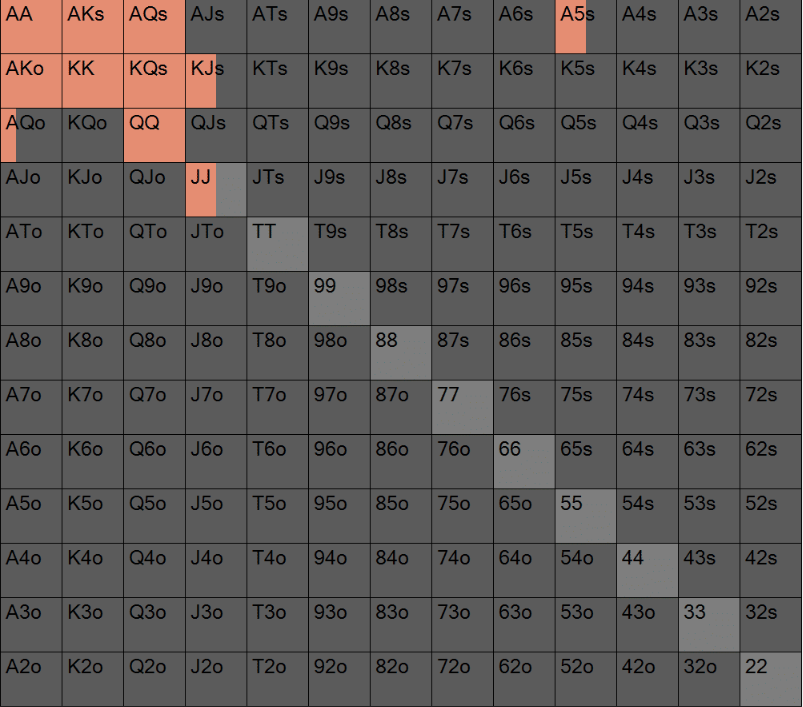 AA AKs AQs AJs ATs A9s A8s A7s A6s A5s A4s A3s A2s
AKo KK KQs KJs KTs K9s K8s K7s K6s K5s K4s K3s K2s
AQo KQo QQ QJs QTs Q9s Q8s Q7s Q6s Q5s Q4s Q3s Q2s
AJo KJo QJo JJ JTs J9s J8s J7s J6s J5s J4s J3s J2s
ATo KTo QTo JTo TT T9s T8s T7s T6s T5s T4s T3s T2s
A9o K9o Q9o J9o T9o 99 98s 97s 96s 95s 94s 93s 92s
A8o K8o Q8o J8o T8o 98o 88 87s 86s 85s 84s 83s 82s
A7o K7o Q7o J7o T7o 97o 87o 77 76s 75s 74s 73s 72s
A6o K6o Q6o J6o T6o 96o 86o 76o 66 65s 64s 63s 62s
A5o K5o Q5o J5o T5o 95o 85o 75o 65o 55 54s 53s 52s
A4o K4o Q4o J4o T4o 94o 84o 74o 64o 54o 44 43s 42s
A3o K3o Q3o J3o T3o 93o 83o 73o 63o 53o 43o 33 32s
A2o K2o Q2o J2o T2o 92o 82o 72o 62o 52o 42o 32o 22